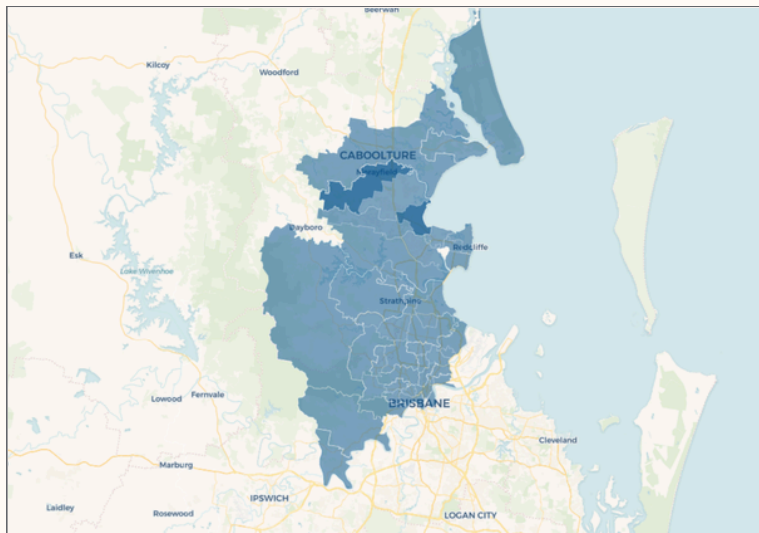 Beerwah
Kilcoy
Woodford
CABOOLTURE
Morayfield
Dayboro
Redcliffe
Esk
Lake Wivenhoe
Strathpine
Lowood
Fernvale
BRISBANE
Cleveland
Marburg
IPSWICH
Laidley
Rosewood
LOGAN CITY